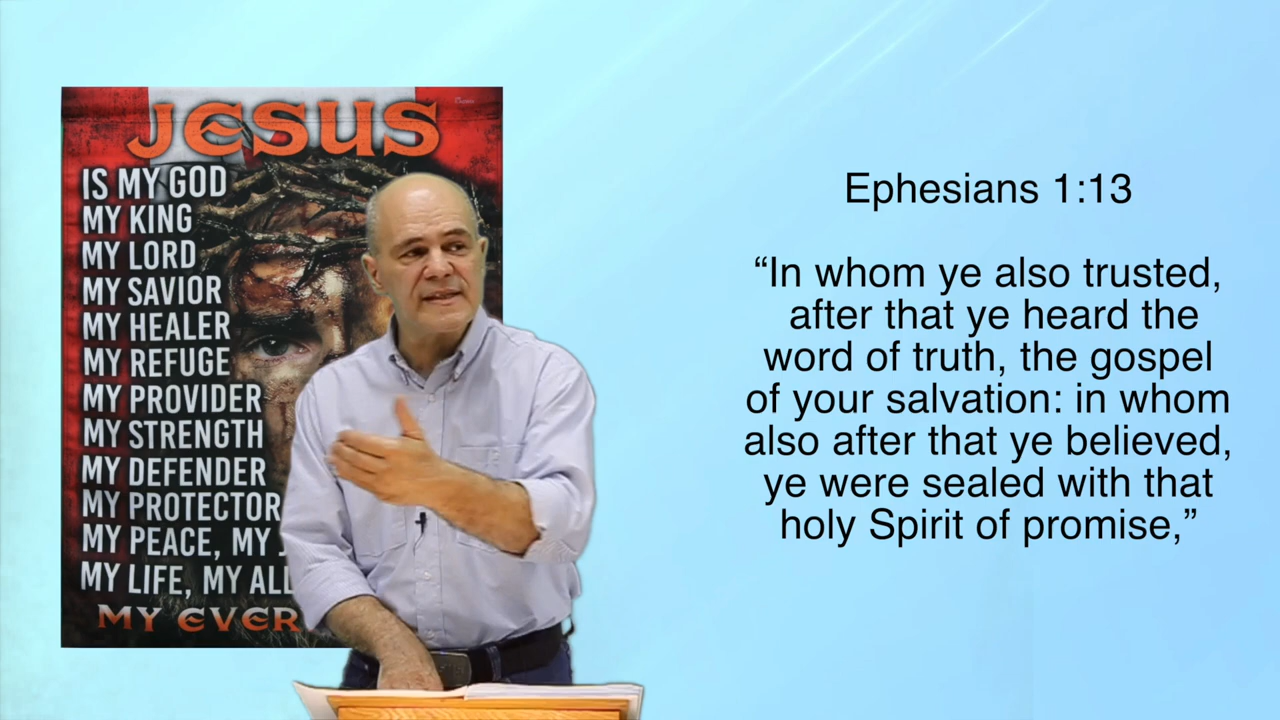 JESUS
IS MY GOD
MY KING
MY LORD
MY SAVIOR
MY HEALER
MY REFUGE
MY PROVIDER
MY STRENGTH
MY DEFENDER
MY PROTECTOR
MY PEACE, MY
MY LIFE, MY ALL
MY EVER
Ephesians 1:13
“In whom ye also trusted,
after that ye heard the
word of truth, the gospel
of your salvation: in whom
also after that ye believed,
ye were sealed with that
holy Spirit of promise,”